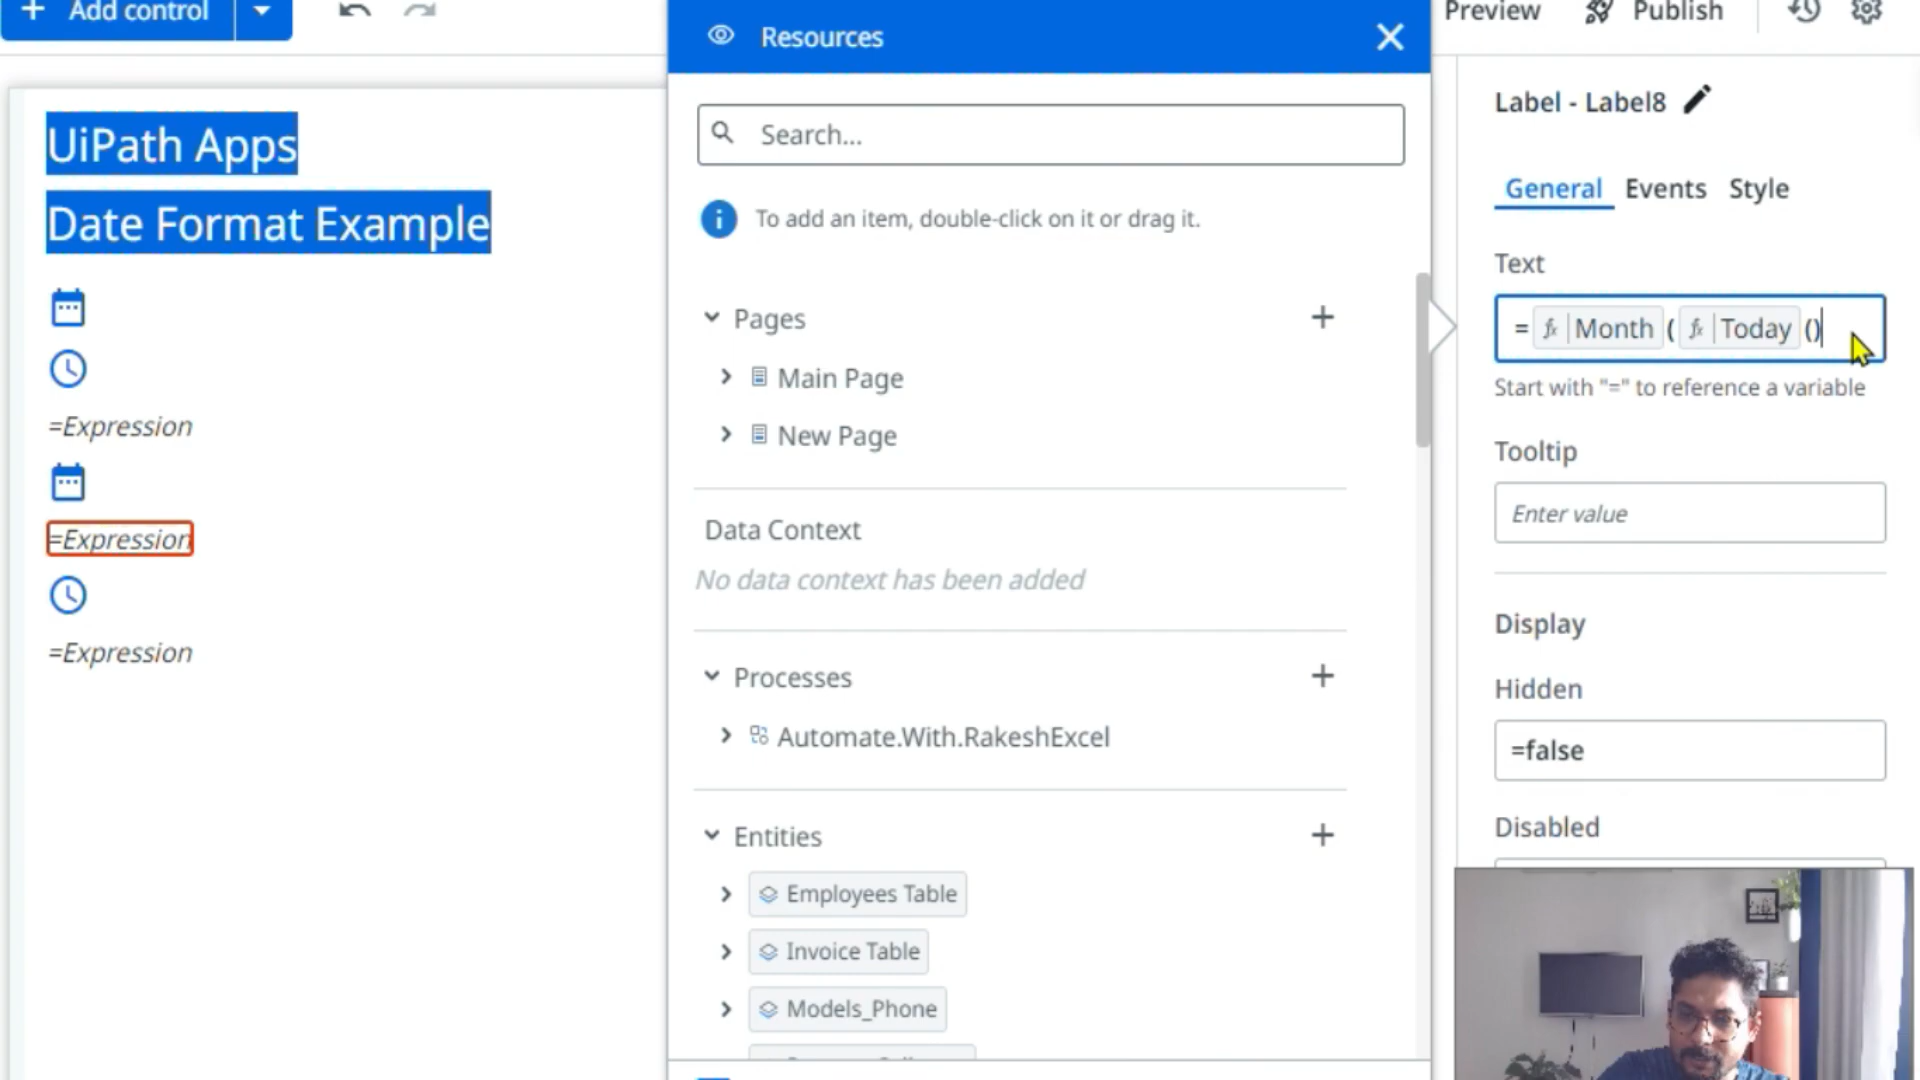 + Add control
Resources
Preview
Publish
UiPath Apps
Date Format Example
=Expression
=Expression
=Expression
Search...
To add an item, double-click on it or drag it.
Pages
Main Page
New Page
Data Context
No data context has been added
Processes
Automate.With.RakeshExcel
Entities
Employees Table
Invoice Table
Models_Phone
Label - Label8
General Events Style
Text
= fx Month ( fx Today ()
Start with "=" to reference a variable
Tooltip
Enter value
Display
Hidden
=false
Disabled